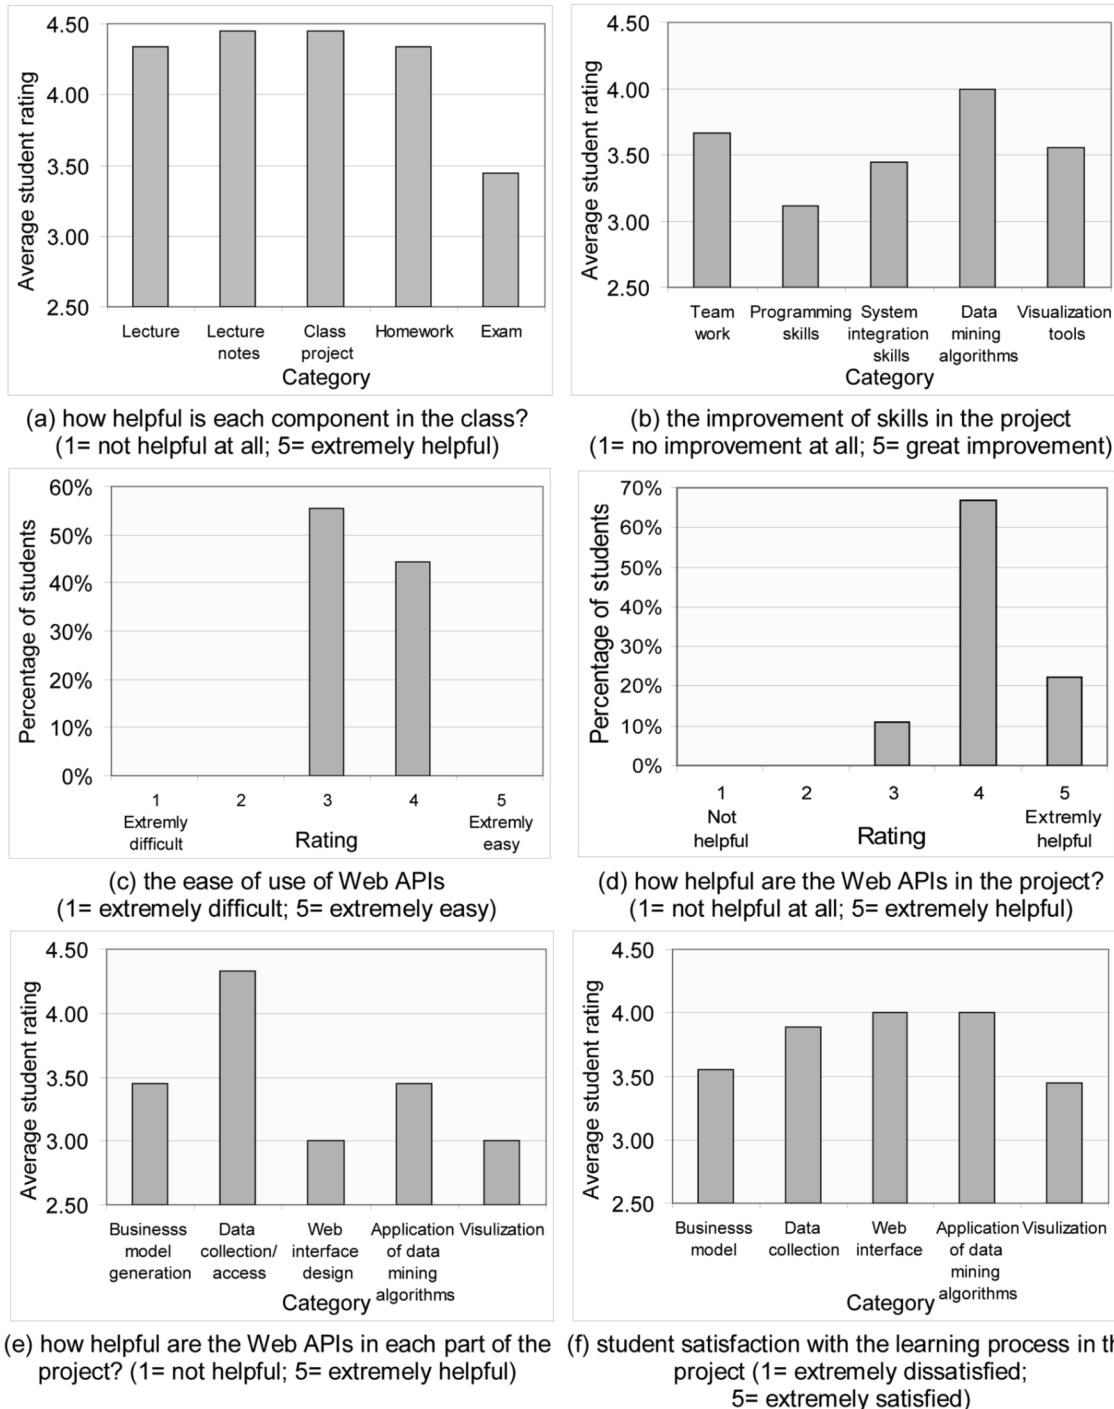 4.50
4.00
3.50
3.00
2.50
Average student rating
Lecture Lecture notes Class project Homework Exam
Category
(a) how helpful is each component in the class?
(1= not helpful at all; 5= extremely helpful)
4.50
4.00
3.50
3.00
2.50
Average student rating
Team work Programming skills System integration skills Data mining algorithms Visualization tools
Category
(b) the improvement of skills in the project
(1= no improvement at all; 5= great improvement)
60%
50%
40%
30%
20%
10%
0%
Percentage of students
1 Extremly difficult 2 3 4 5 Extremly easy
Rating
(c) the ease of use of Web APIs
(1= extremely difficult; 5= extremely easy)
70%
60%
50%
40%
30%
20%
10%
0%
Percentage of students
1 Not helpful 2 3 4 5 Extremly helpful
Rating
(d) how helpful are the Web APIs in the project?
(1= not helpful at all; 5= extremely helpful)
4.50
4.00
3.50
3.00
2.50
Average student rating
Businesss model generation Data collection/ access Web interface design Application of data mining algorithms Visulization
Category
(e) how helpful are the Web APIs in each part of the
project? (1= not helpful; 5= extremely helpful)
4.50
4.00
3.50
3.00
2.50
Average student rating
Businesss model Data collection Web interface Application of data mining algorithms Visulization
Category
(f) student satisfaction with the learning process in th
project (1= extremely dissatisfied;
5= extremely satisfied)